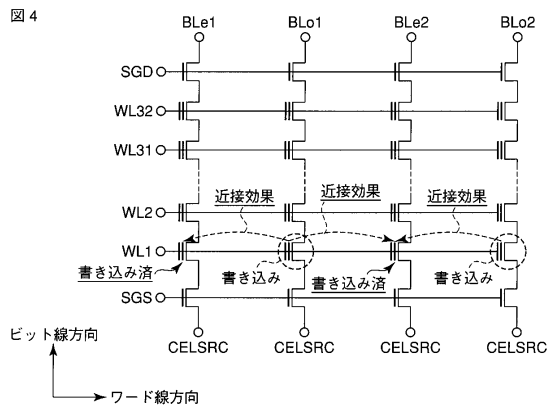 図4
BLe1 BLo1 BLe2 BLo2
SGD
WL32
WL31
近接効果 近接効果 近接効果
WL2
WL1
書き込み済 書き込み 書き込み済 書き込み
SGS
CELSRC CELSRC CELSRC CELSRC
ビット線方向
ワード線方向